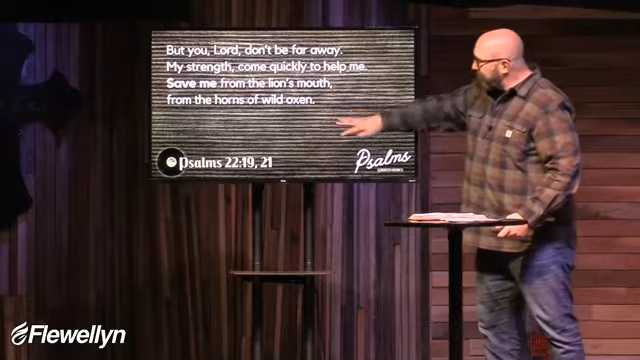 But you, Lord, don't be far away.
My strength, come quickly to help me.
Save me from the lion's mouth,
from the horns of wild oxen.
Psalms 22:19, 21
Psalms
Flewellyn